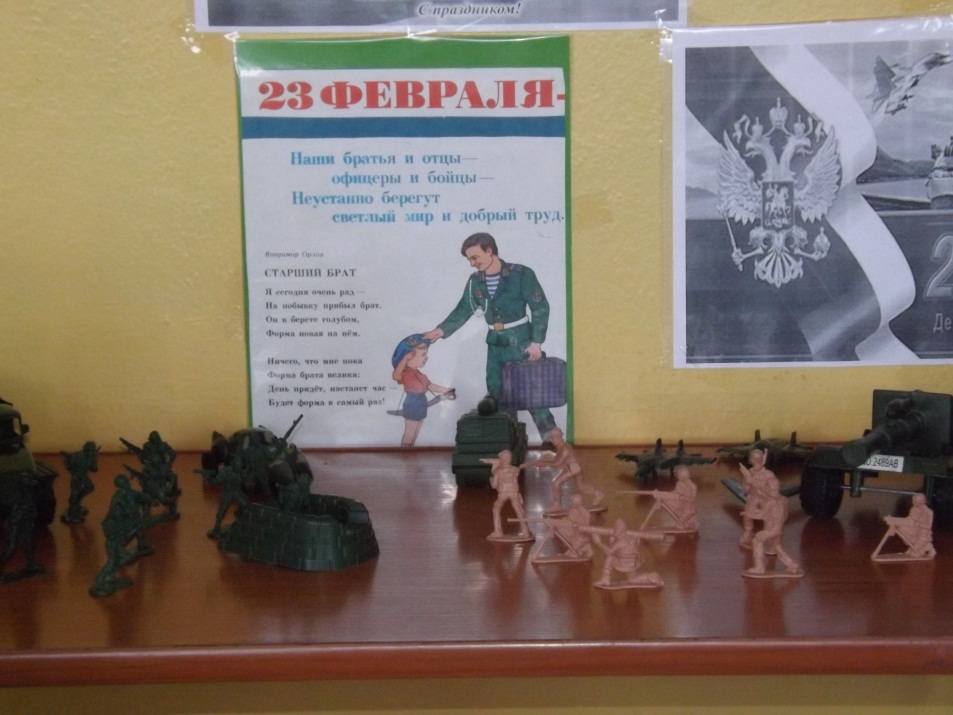 С праздником!
23 ФЕВРАЛЯ-
Наши братья и отцы—
офицеры и бойцы—
Неустанно берегут
светлый мир и добрый труд.
Владимир Орлов
СТАРШИЙ БРАТ
Я сегодня очень рад —
На побывку прибыл брат.
Он в берете голубом,
Форма новая на нём.
Ничего, что мне пока
Форма брата велика:
День придёт, настанет час —
Будет форма в самый раз!
2
Де
О-2489АВ